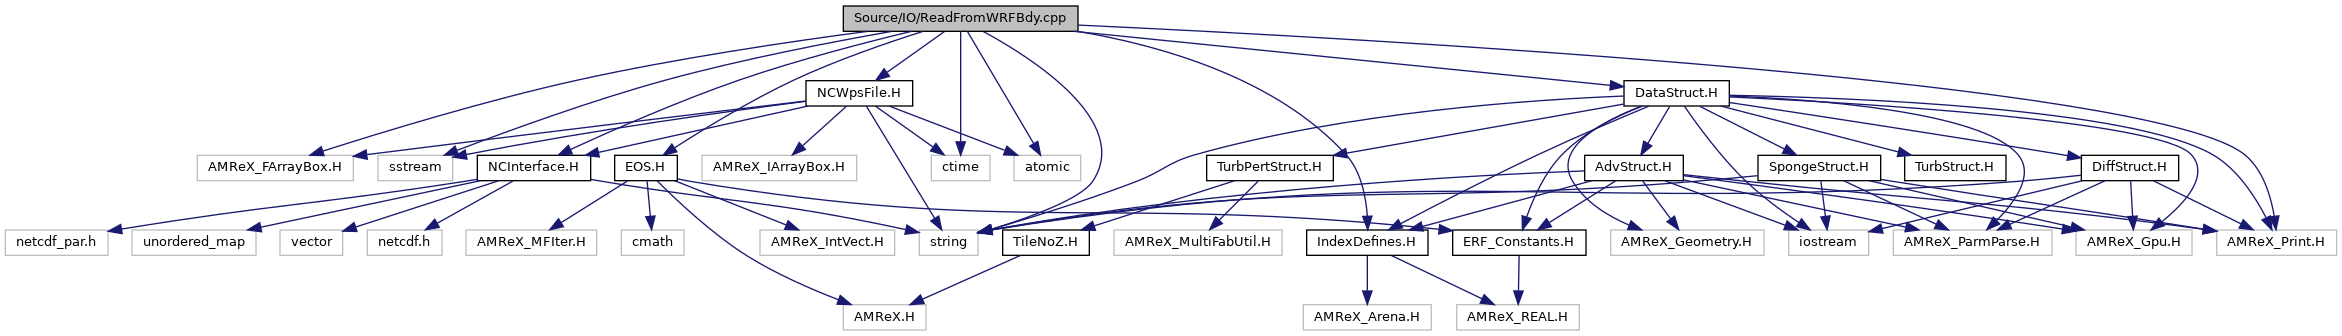 Source/IO/ReadFromWRFBdy.cpp
NCWpsFile.H
DataStruct.H
AMReX_FArrayBox.H
sstream
NCInterface.H
EOS.H
AMReX_IArrayBox.H
ctime
atomic
TurbPertStruct.H
AdvStruct.H
SpongeStruct.H
TurbStruct.H
DiffStruct.H
netcdf_par.h
unordered_map
vector
netcdf.h
AMReX_MFIter.H
cmath
AMReX_IntVect.H
string
TileNoZ.H
AMReX_MultiFabUtil.H
IndexDefines.H
ERF_Constants.H
AMReX_Geometry.H
iostream
AMReX_ParmParse.H
AMReX_Gpu.H
AMReX_Print.H
AMReX.H
AMReX_Arena.H
AMReX_REAL.H